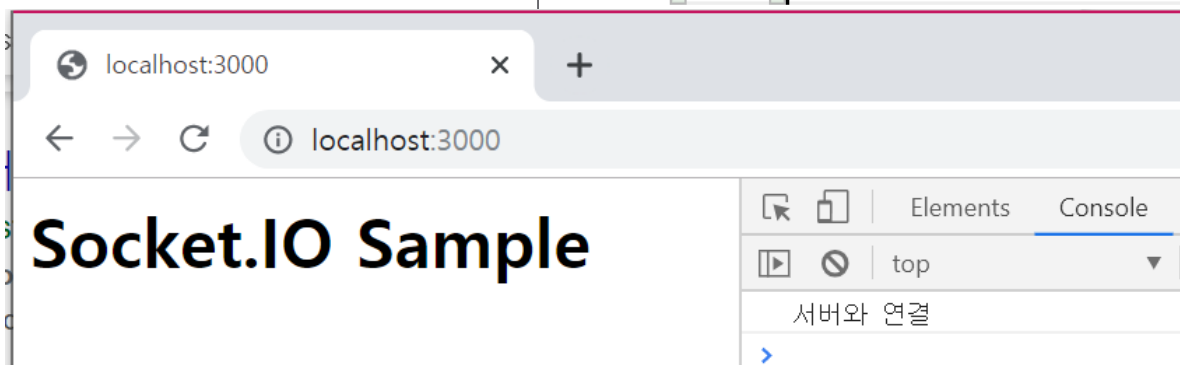 localhost:3000
localhost:3000
Socket.IO Sample
Elements Console
top
서버와 연결